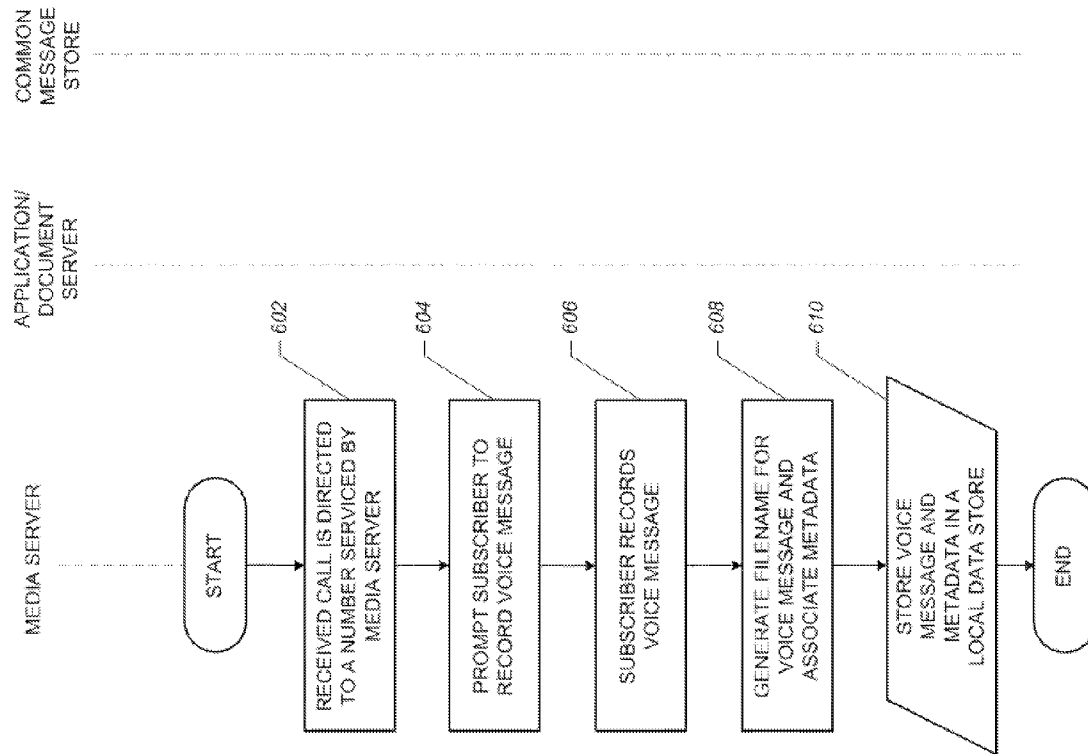 MEDIA SERVER
APPLICATION/
DOCUMENT
SERVER
COMMON
MESSAGE
STORE
START
RECEIVED CALL IS DIRECTED
TO A NUMBER SERVICED BY
MEDIA SERVER
602
PROMPT SUBSCRIBER TO
RECORD VOICE MESSAGE
604
SUBSCRIBER RECORDS
VOICE MESSAGE
606
GENERATE FILENAME FOR
VOICE MESSAGE AND
ASSOCIATE METADATA
608
STORE VOICE
MESSAGE AND
METADATA IN A
LOCAL DATA STORE
610
END